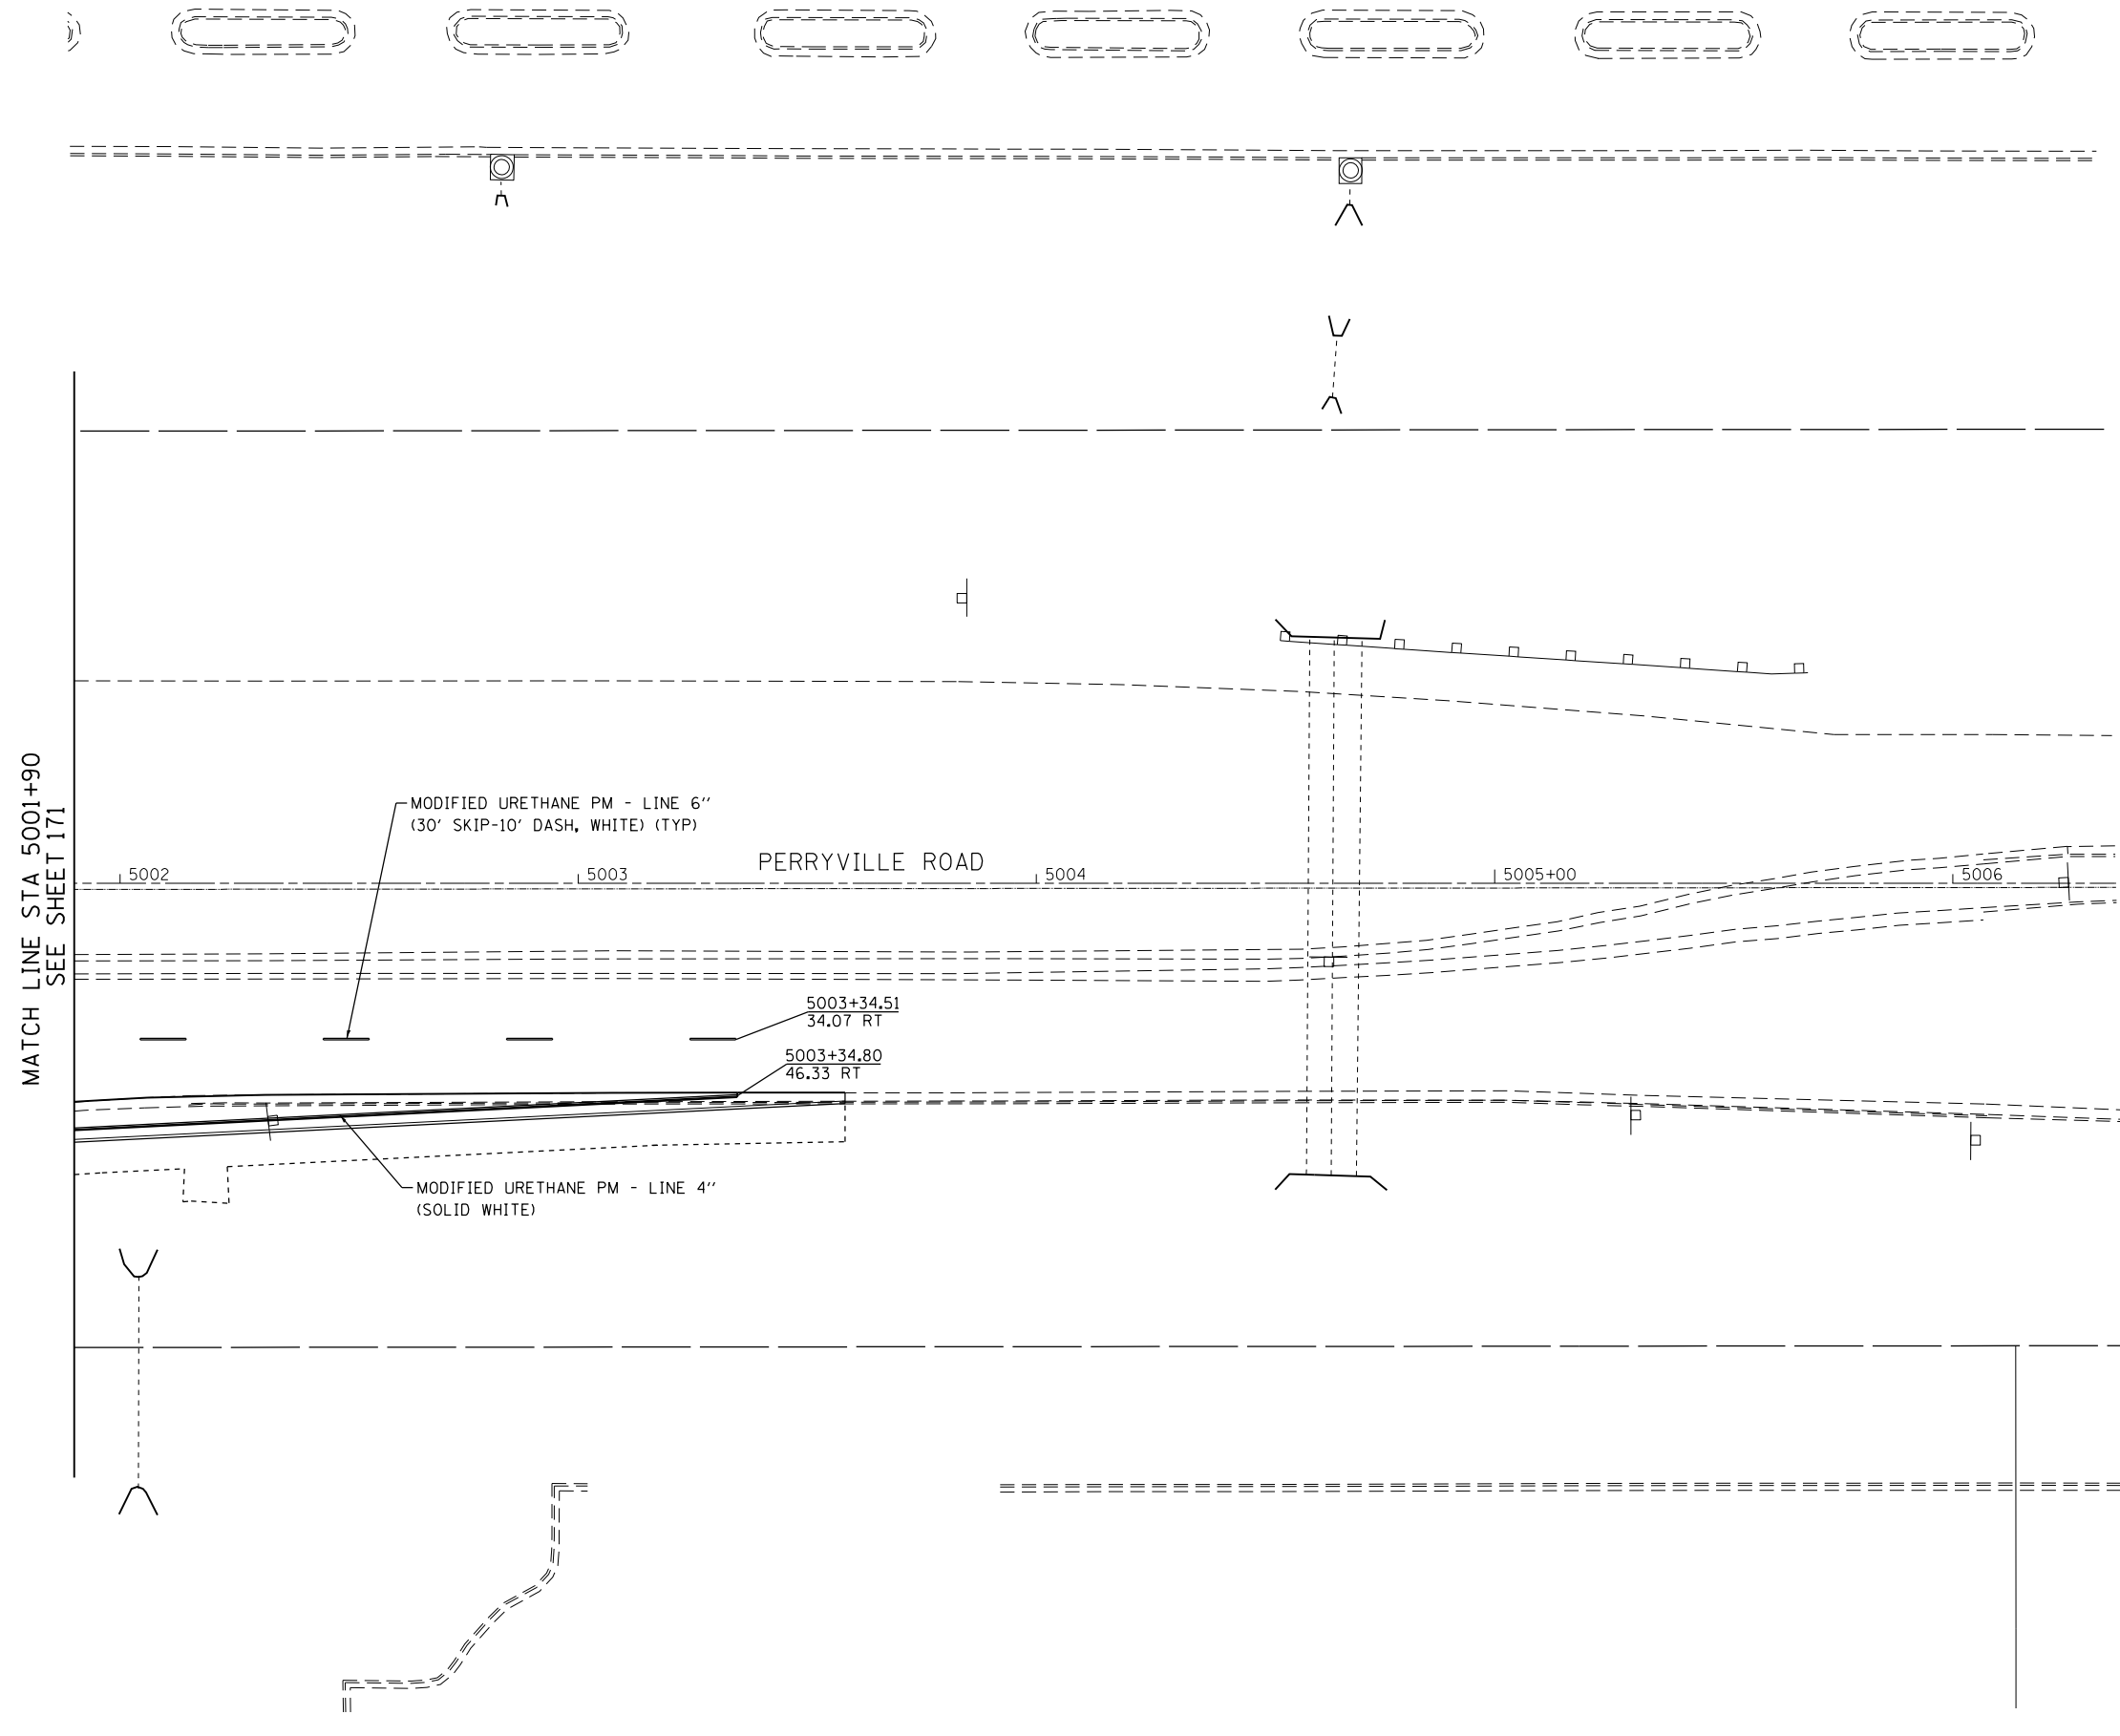 MATCH LINE STA 5001+90
SEE SHEET 171
MODIFIED URETHANE PM - LINE 6''
(30' SKIP-10' DASH, WHITE) (TYP)
PERRYVILLE ROAD
5002
5003
5004
5005+00
5006
5003+34.51
34.07 RT
5003+34.80
46.33 RT
MODIFIED URETHANE PM - LINE 4''
(SOLID WHITE)